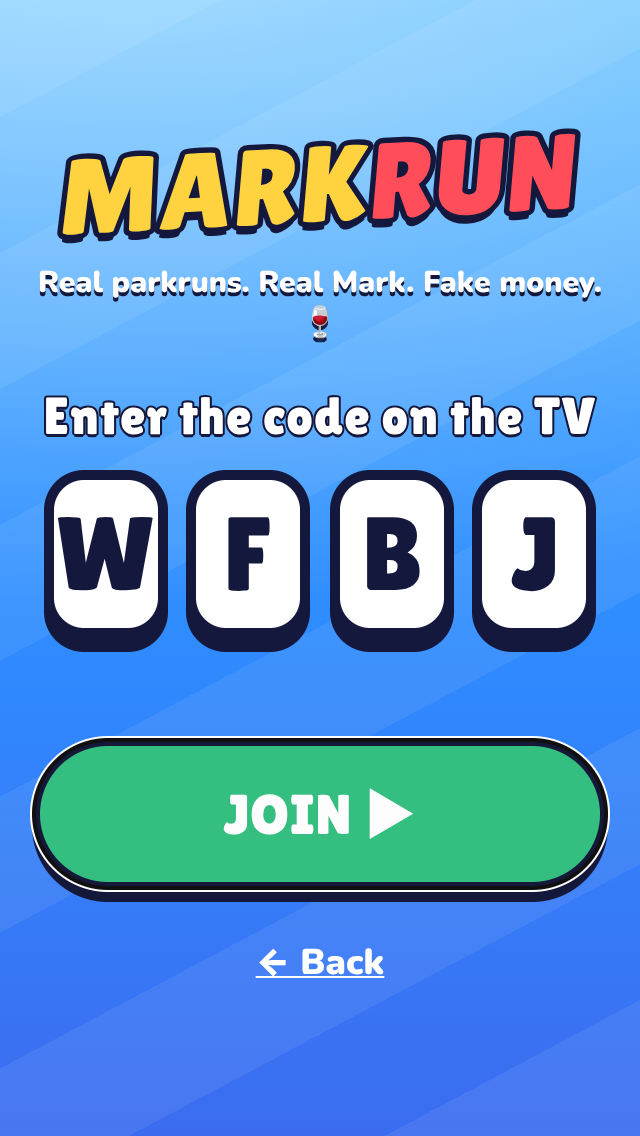 MARKRUN
Real parkruns. Real Mark. Fake money.
🍷
Enter the code on the TV
W F B J
JOIN ▶
← Back